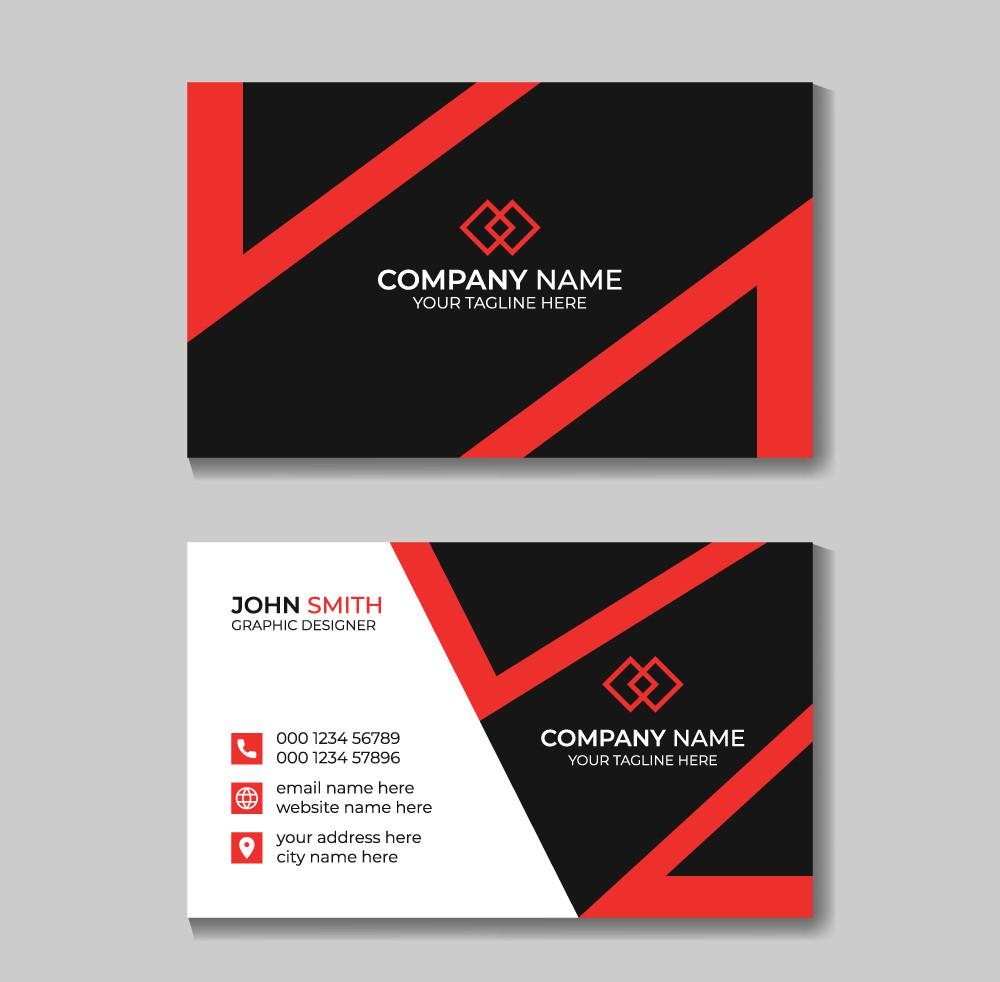 COMPANY NAME
YOUR TAGLINE HERE
JOHN SMITH
GRAPHIC DESIGNER
000 1234 56789
000 1234 57896
email name here
website name here
your address here
city name here
COMPANY NAME
YOUR TAGLINE HERE